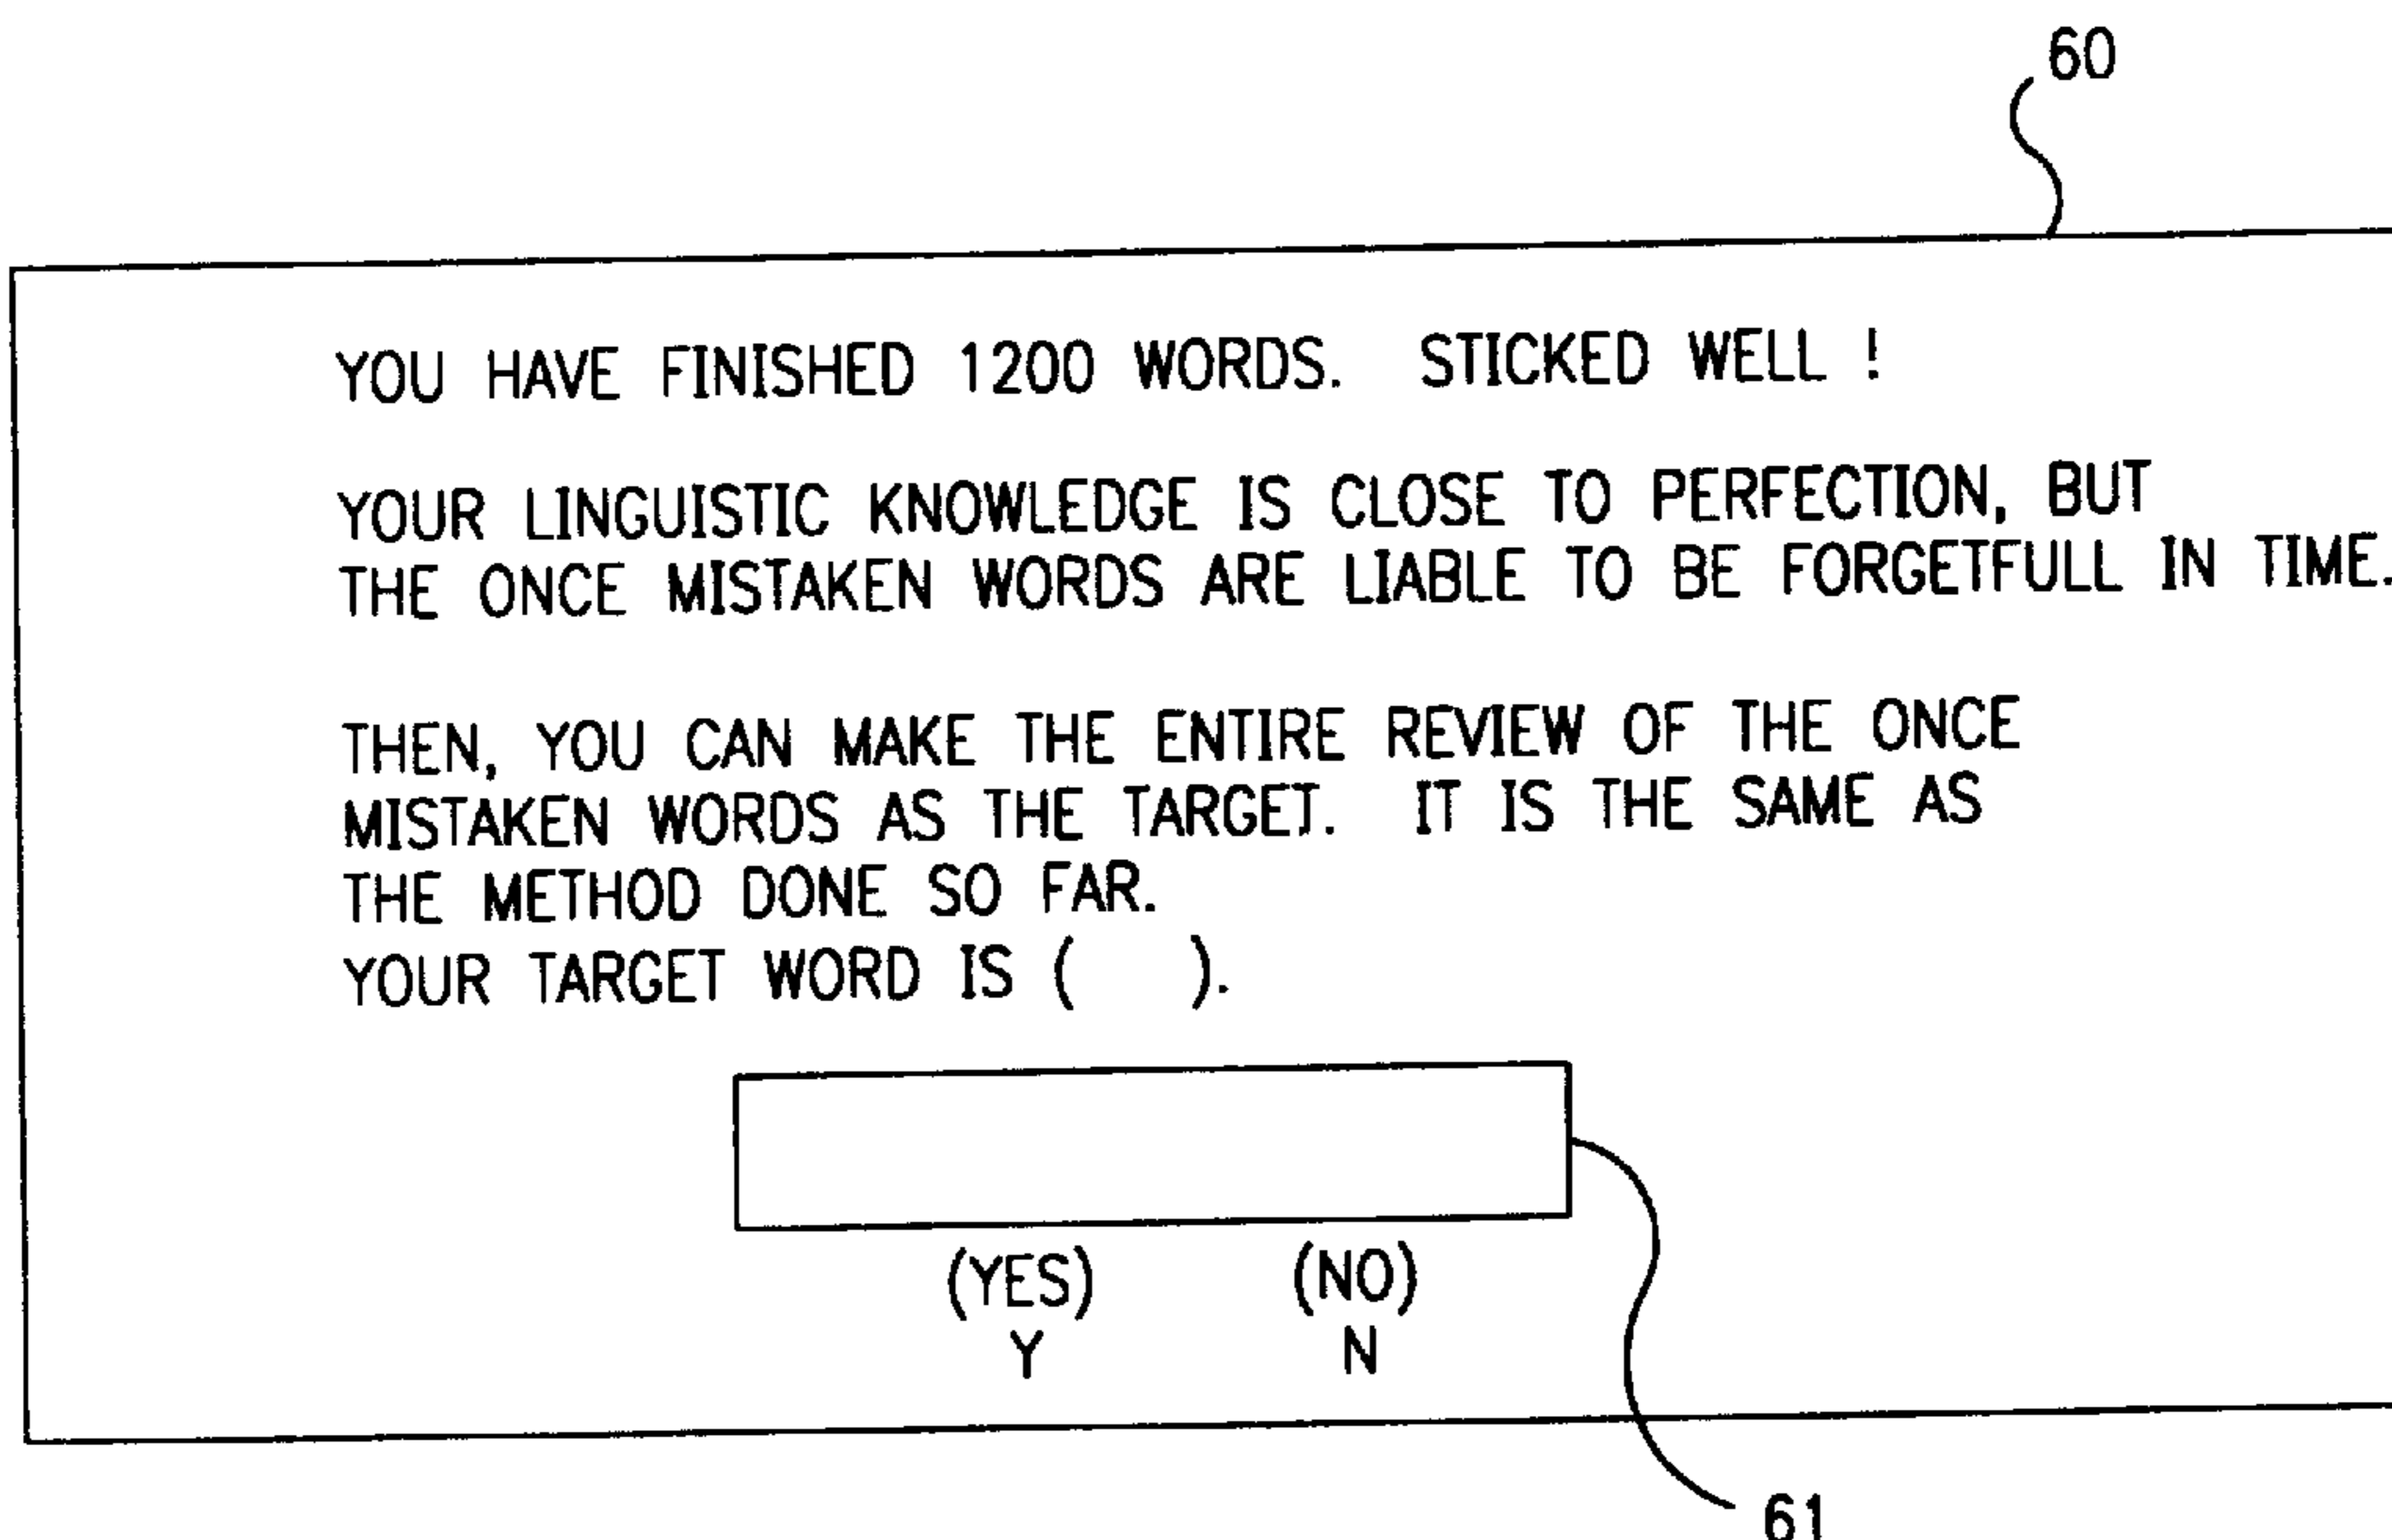 60
YOU HAVE FINISHED 1200 WORDS. STICKED WELL !
YOUR LINGUISTIC KNOWLEDGE IS CLOSE TO PERFECTION, BUT
THE ONCE MISTAKEN WORDS ARE LIABLE TO BE FORGETFULL IN TIME.
THEN, YOU CAN MAKE THE ENTIRE REVIEW OF THE ONCE
MISTAKEN WORDS AS THE TARGET. IT IS THE SAME AS
THE METHOD DONE SO FAR.
YOUR TARGET WORD IS ( ).
(YES) (NO)
Y N
61